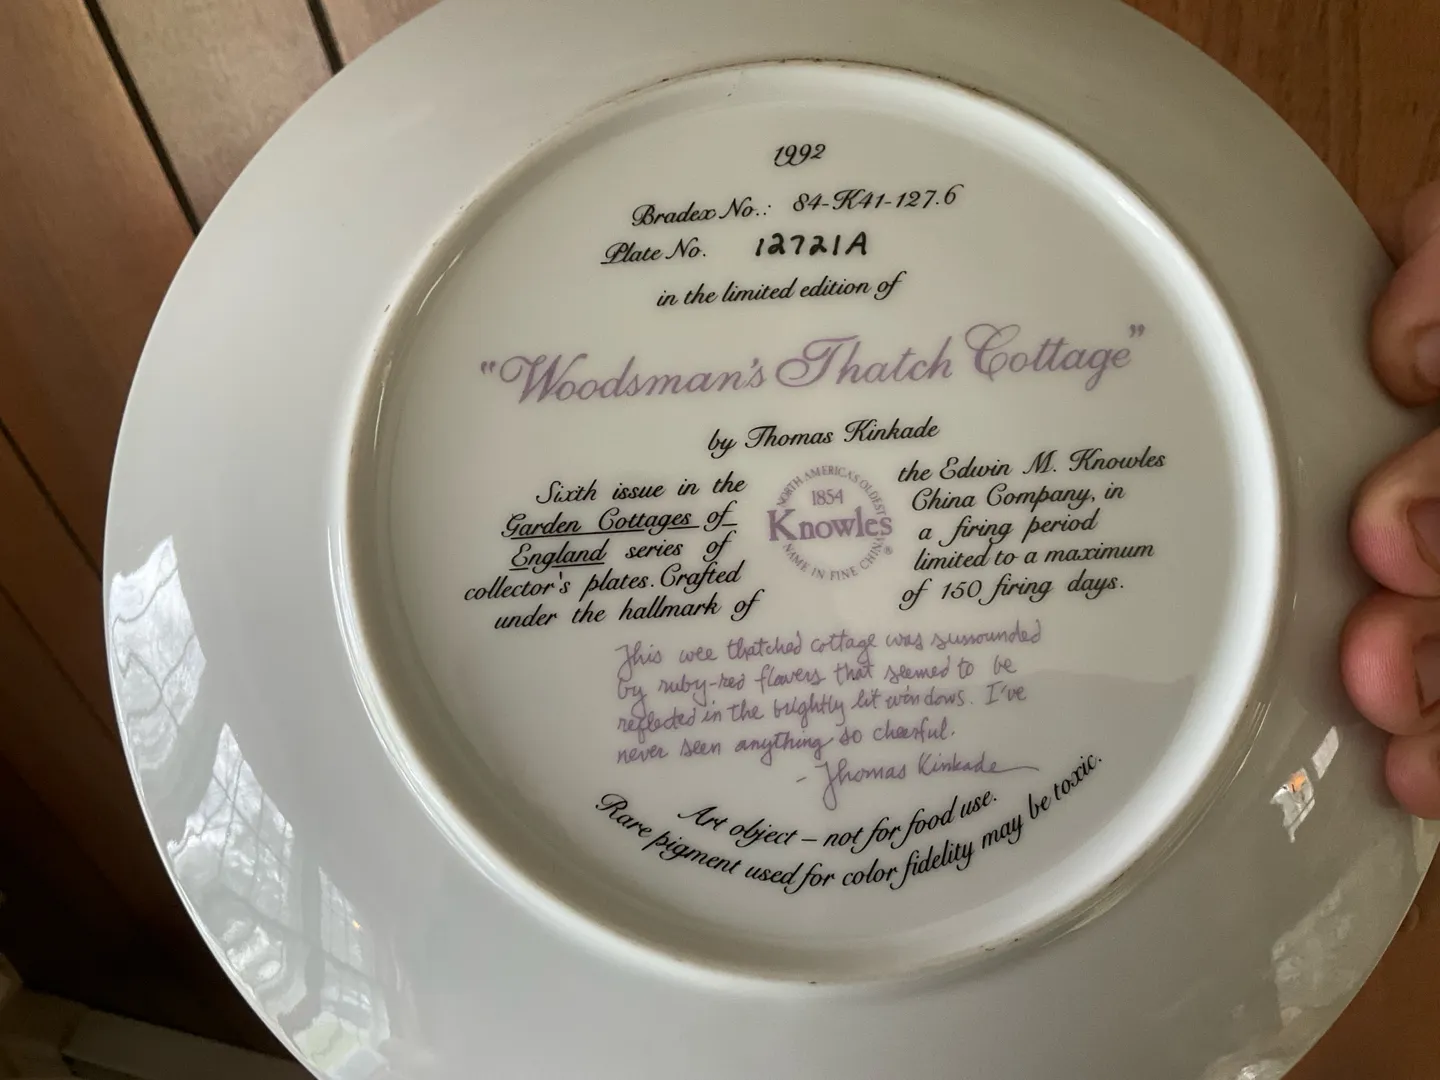 1992
Bradex No.: 84-K41-127.6
Plate No. 12721A
in the limited edition of
"Woodsman's Thatch Cottage"
by Thomas Kinkade
Sixth issue in the
Garden Cottages of
England series of
collector's plates. Crafted
under the hallmark of
NORTH AMERICA'S OLDEST
1854
Knowles
NAME IN FINE CHINA
®
the Edwin M. Knowles
China Company, in
a firing period
limited to a maximum
of 150 firing days.
This wee thatched cottage was surrounded
by ruby-red flowers that seemed to be
reflected in the brightly lit windows. I've
never seen anything so cheerful.
- Thomas Kinkade
Art object – not for food use.
Rare pigment used for color fidelity may be toxic.